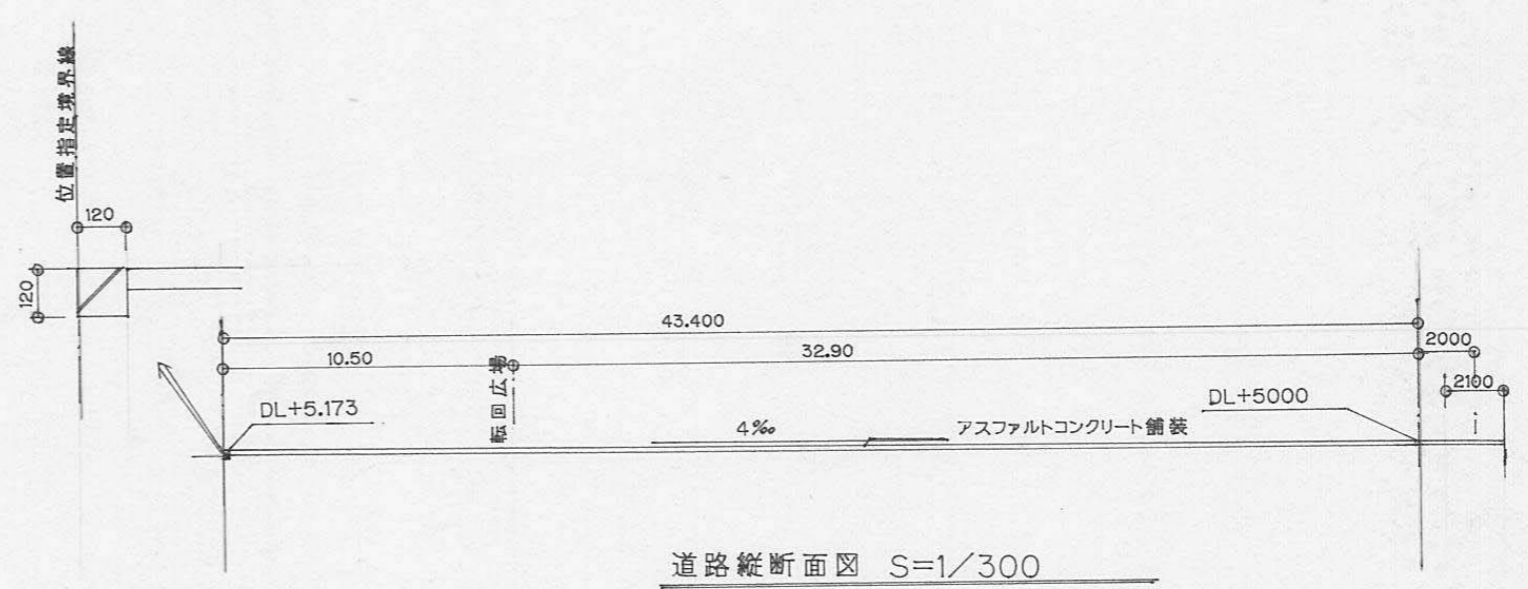 位置指定境界線
120
120
43.400
10.50
32.90
2000
2100
転回広場
DL+5.173
DL+5000
4‰
アスファルトコンクリート舗装
道路縦断面図 S=1/300